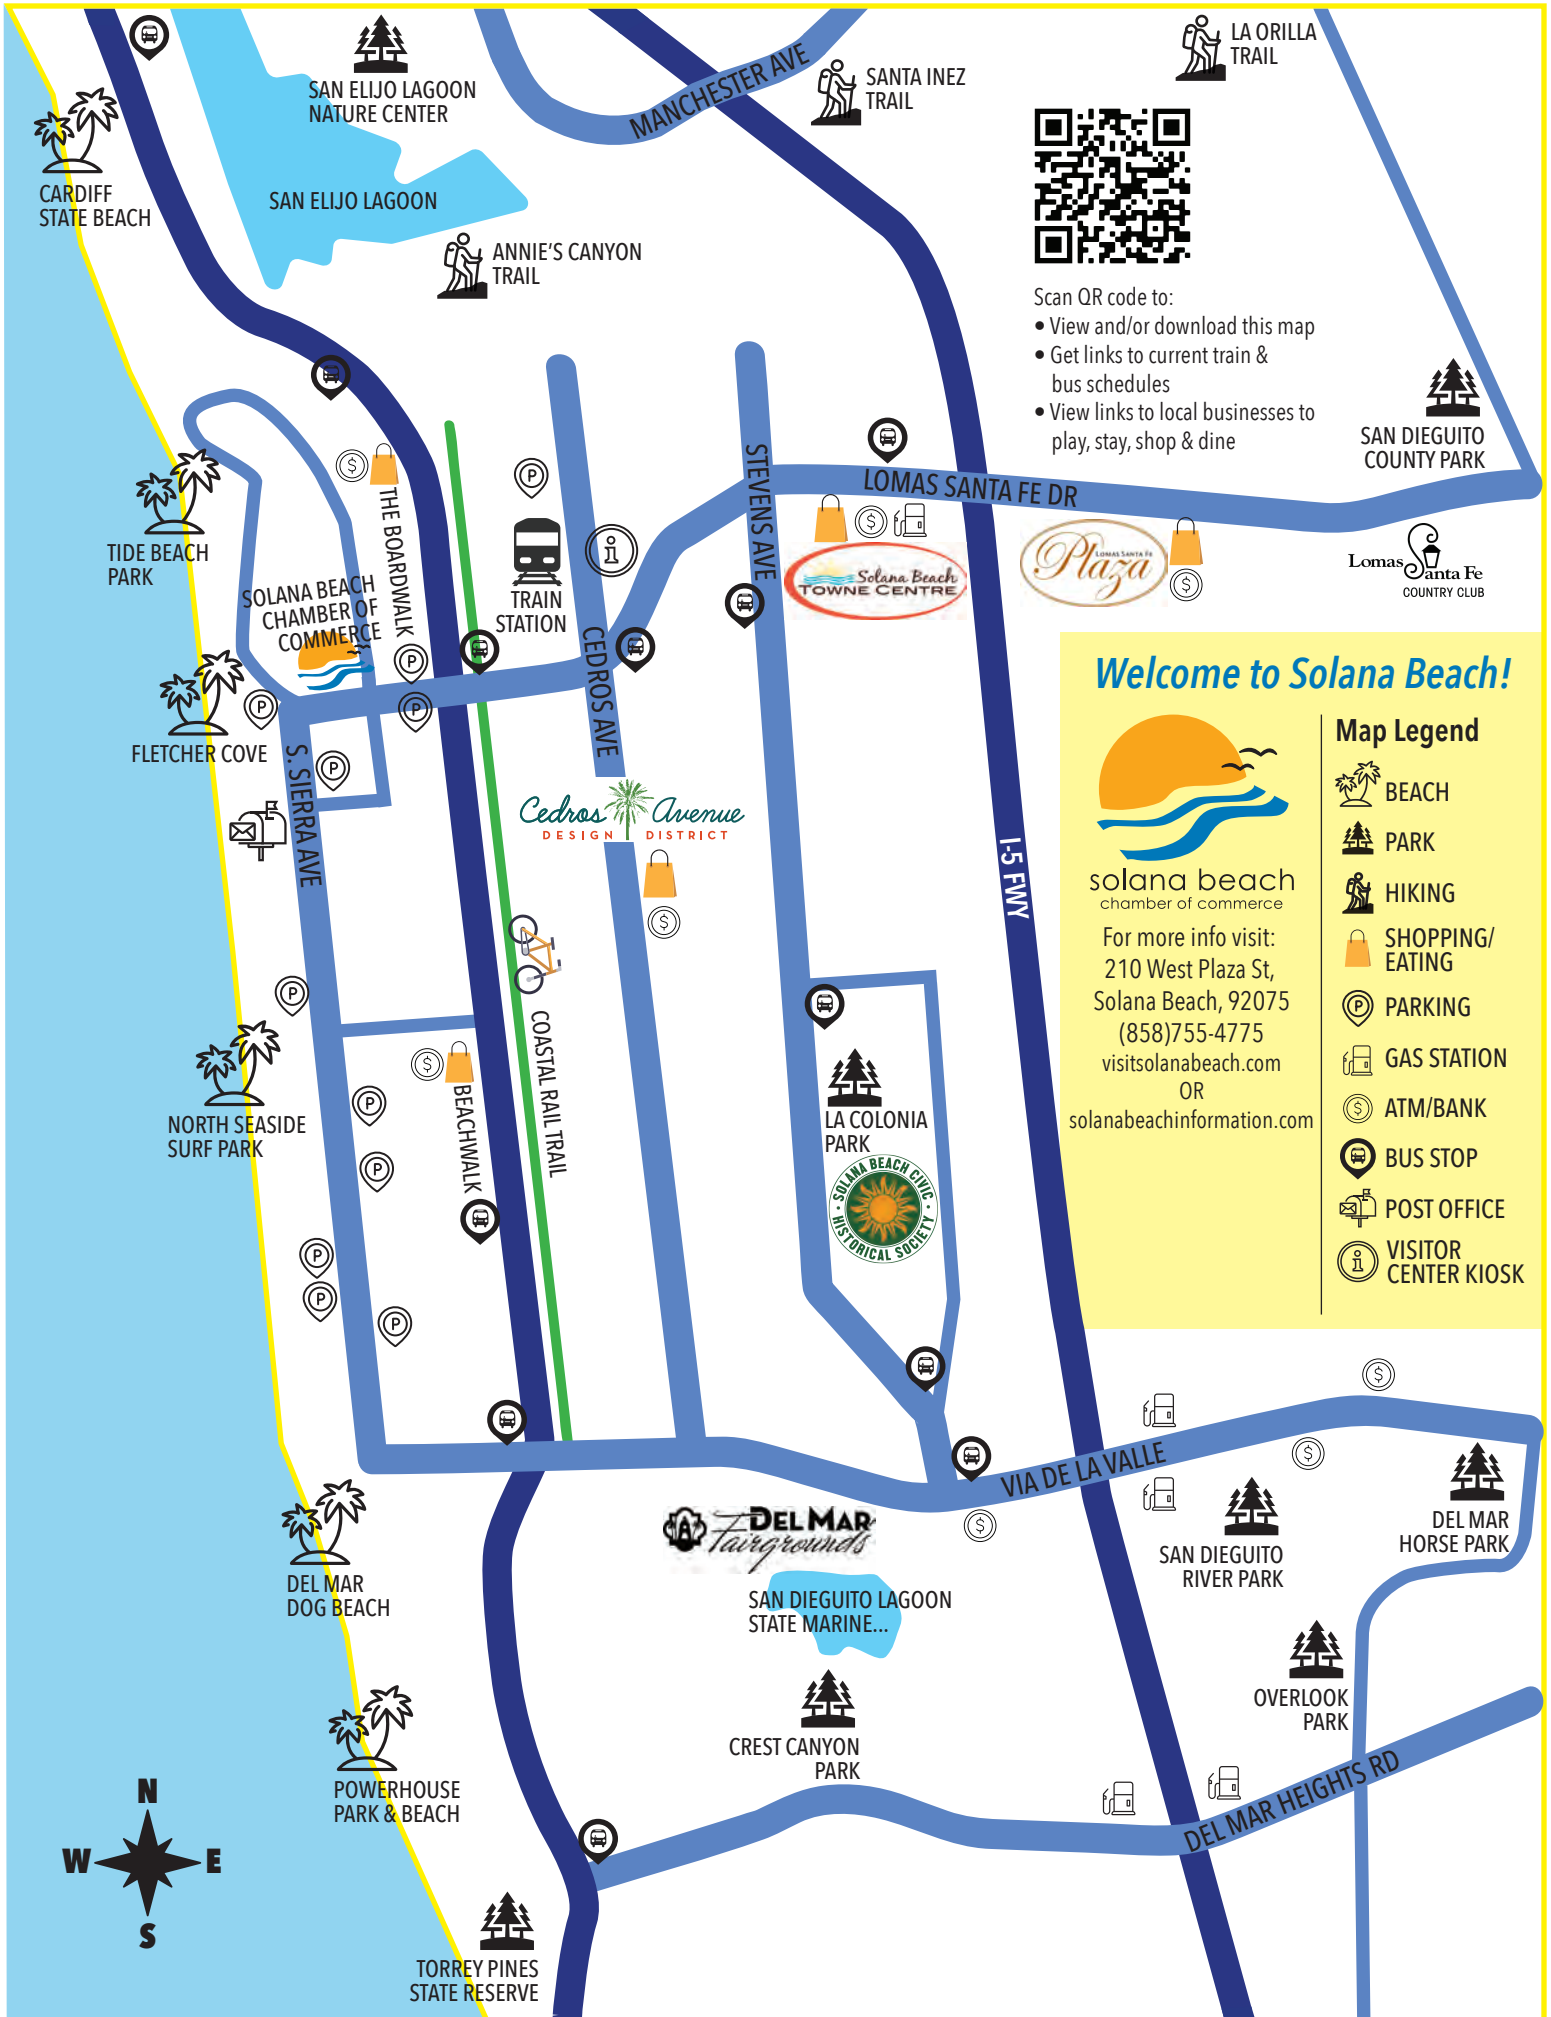 SAN ELIJO LAGOON
NATURE CENTER
MANCHESTER AVE
SANTA INEZ
TRAIL
LA ORILLA
TRAIL
CARDIFF
STATE BEACH
SAN ELIJO LAGOON
ANNIE'S CANYON
TRAIL
Scan QR code to:
• View and/or download this map
• Get links to current train &
bus schedules
• View links to local businesses to
play, stay, shop & dine
SAN DIEGUITO
COUNTY PARK
$
THE BOARDWALK
P
STEVENS AVE
LOMAS SANTA FE DR
$
TIDE BEACH
PARK
TRAIN
STATION
i
Solana Beach
TOWNE CENTRE
Lomas Santa Fe
Plaza
$
Lomas Santa Fe
COUNTRY CLUB
SOLANA BEACH
CHAMBER OF
COMMERCE
P
P
CEDROS AVE
FLETCHER COVE
P
P
S. SIERRA AVE
Cedros Avenue
DESIGN DISTRICT
$
I-5 FWY
Welcome to Solana Beach!
solana beach
chamber of commerce
For more info visit:
210 West Plaza St,
Solana Beach, 92075
(858)755-4775
visitsolanabeach.com
OR
solanabeachinformation.com
Map Legend
BEACH
PARK
HIKING
SHOPPING/
EATING
P
PARKING
GAS STATION
$
ATM/BANK
BUS STOP
POST OFFICE
i
VISITOR
CENTER KIOSK
P
NORTH SEASIDE
SURF PARK
$
BEACHWALK
COASTAL RAIL TRAIL
P
P
P
P
P
LA COLONIA
PARK
SOLANA BEACH CIVIC
• HISTORICAL SOCIETY •
$
VIA DE LA VALLE
$
$
DEL MAR
Fairgrounds
SAN DIEGUITO
RIVER PARK
DEL MAR
HORSE PARK
DEL MAR
DOG BEACH
SAN DIEGUITO LAGOON
STATE MARINE...
OVERLOOK
PARK
CREST CANYON
PARK
POWERHOUSE
PARK & BEACH
DEL MAR HEIGHTS RD
N
W E
S
TORREY PINES
STATE RESERVE